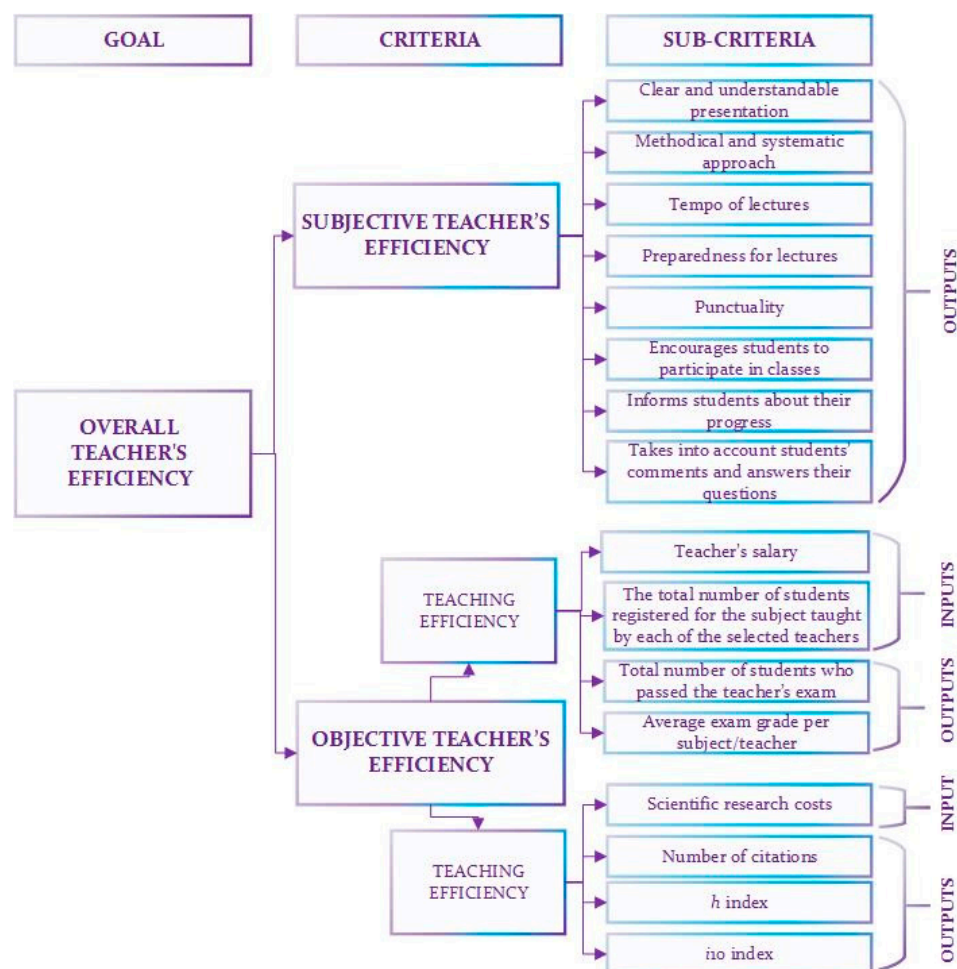 GOAL
CRITERIA
SUB-CRITERIA
Clear and understandable
presentation
Methodical and systematic
approach
Tempo of lectures
SUBJECTIVE TEACHER'S
EFFICIENCY
Preparedness for lectures
Punctuality
Encourages students to
participate in classes
Informs students about their
progress
Takes into account students'
comments and answers their
questions
OUTPUTS
OVERALL
TEACHER'S
EFFICIENCY
TEACHING
EFFICIENCY
Teacher's salary
The total number of students
registered for the subject taught
by each of the selected teachers
INPUTS
Total number of students who
passed the teacher's exam
Average exam grade per
subject/teacher
OUTPUTS
OBJECTIVE TEACHER'S
EFFICIENCY
TEACHING
EFFICIENCY
Scientific research costs
INPUT
Number of citations
h index
i10 index
OUTPUTS